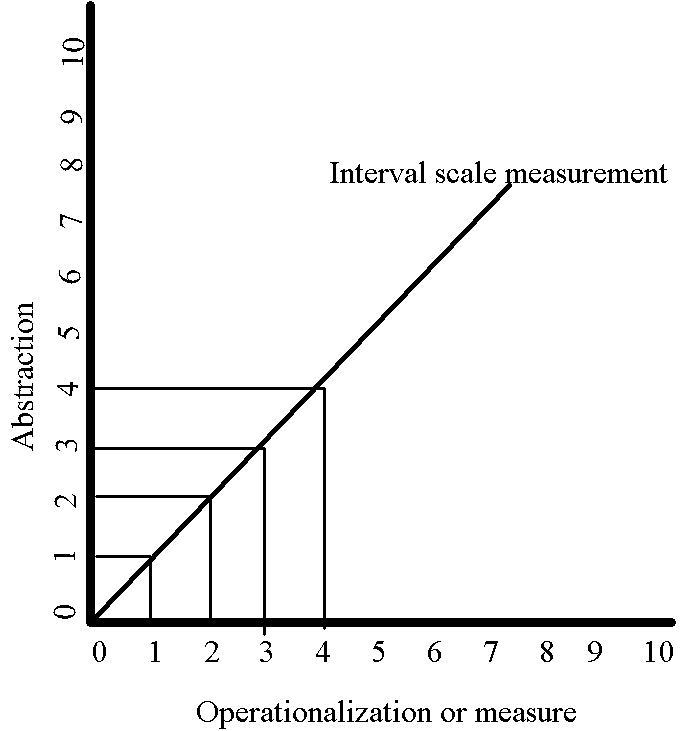 10
9
8
Interval scale measurement
7
6
5
Abstraction
4
3
2
1
0
0 1 2 3 4 5 6 7 8 9 10
Operationalization or measure